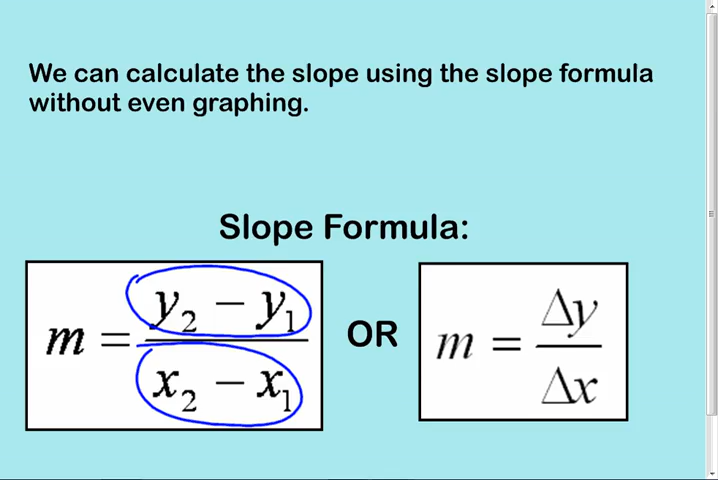 We can calculate the slope using the slope formula
without even graphing.
Slope Formula:
m = y₂ − y₁ / x₂ − x₁ OR m = Δy / Δx